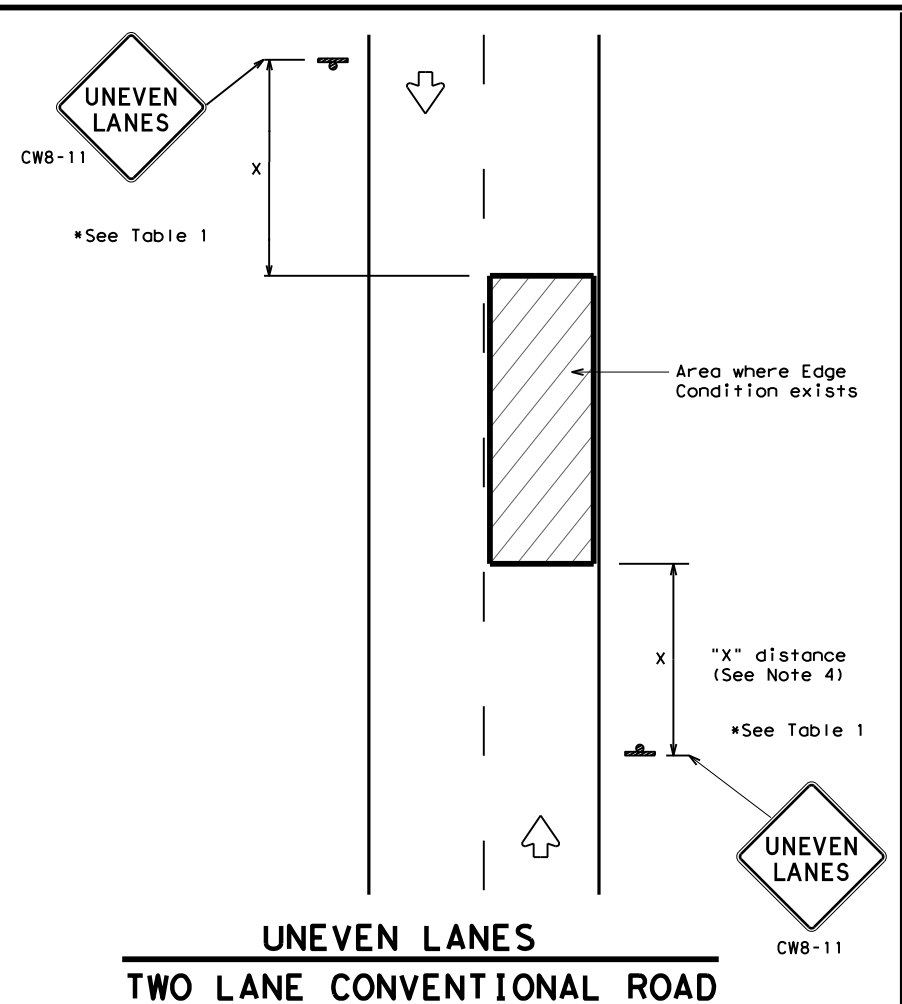 UNEVEN
LANES
CW8-11
X
*See Table 1
Area where Edge
Condition exists
X
"X" distance
(See Note 4)
*See Table 1
UNEVEN
LANES
CW8-11
UNEVEN LANES
TWO LANE CONVENTIONAL ROAD